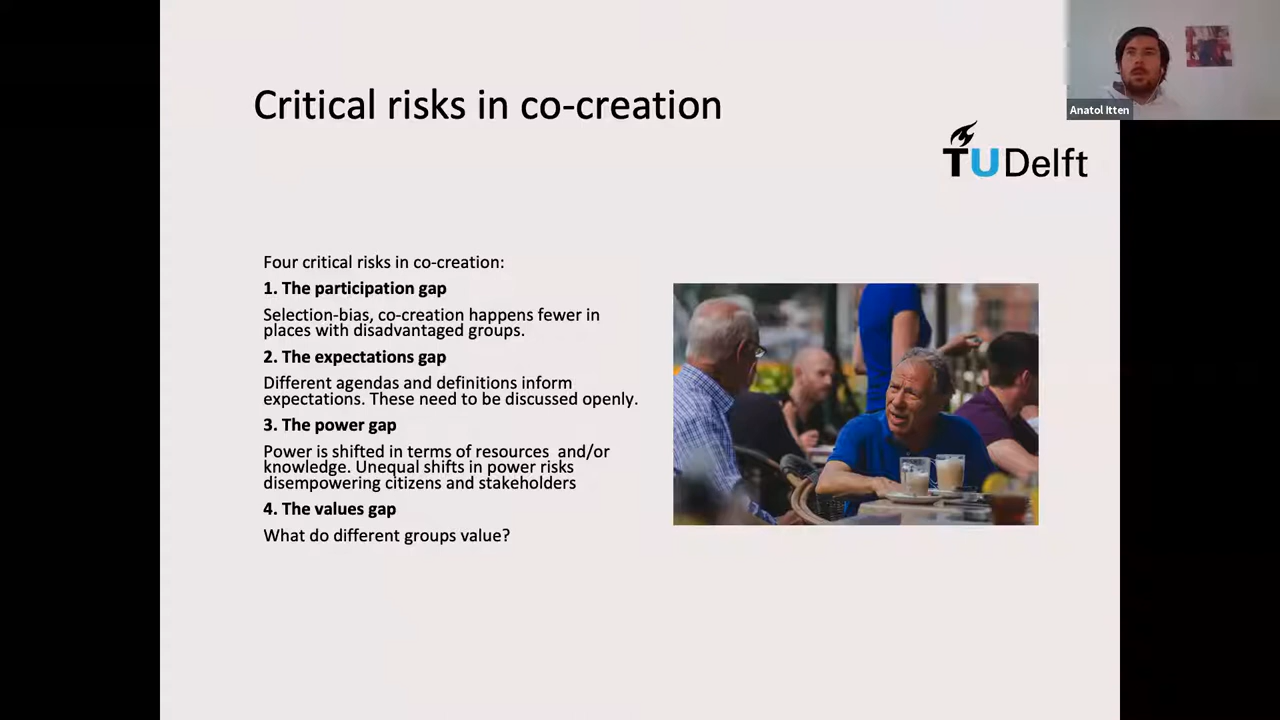 Critical risks in co-creation
Anatol Itten
TU Delft
Four critical risks in co-creation:
1. The participation gap
Selection-bias, co-creation happens fewer in
places with disadvantaged groups.
2. The expectations gap
Different agendas and definitions inform
expectations. These need to be discussed openly.
3. The power gap
Power is shifted in terms of resources  and/or
knowledge. Unequal shifts in power risks
disempowering citizens and stakeholders
4. The values gap
What do different groups value?